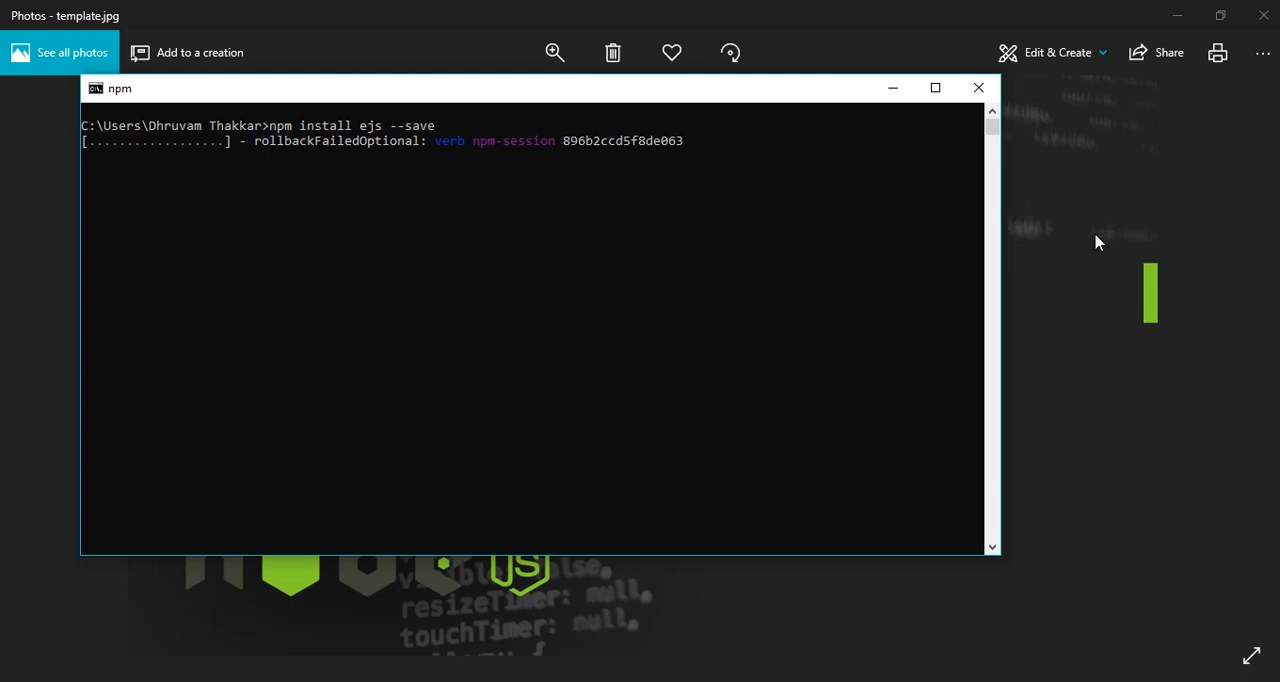 Photos - template.jpg
See all photos
Add to a creation
Edit & Create
Share
npm
C:\Users\Dhruvam Thakkar>npm install ejs --save
[..................] - rollbackFailedOptional: verb npm-session 896b2ccd5f8de063
JS
resizeTimer: null,
touchTimer: null,